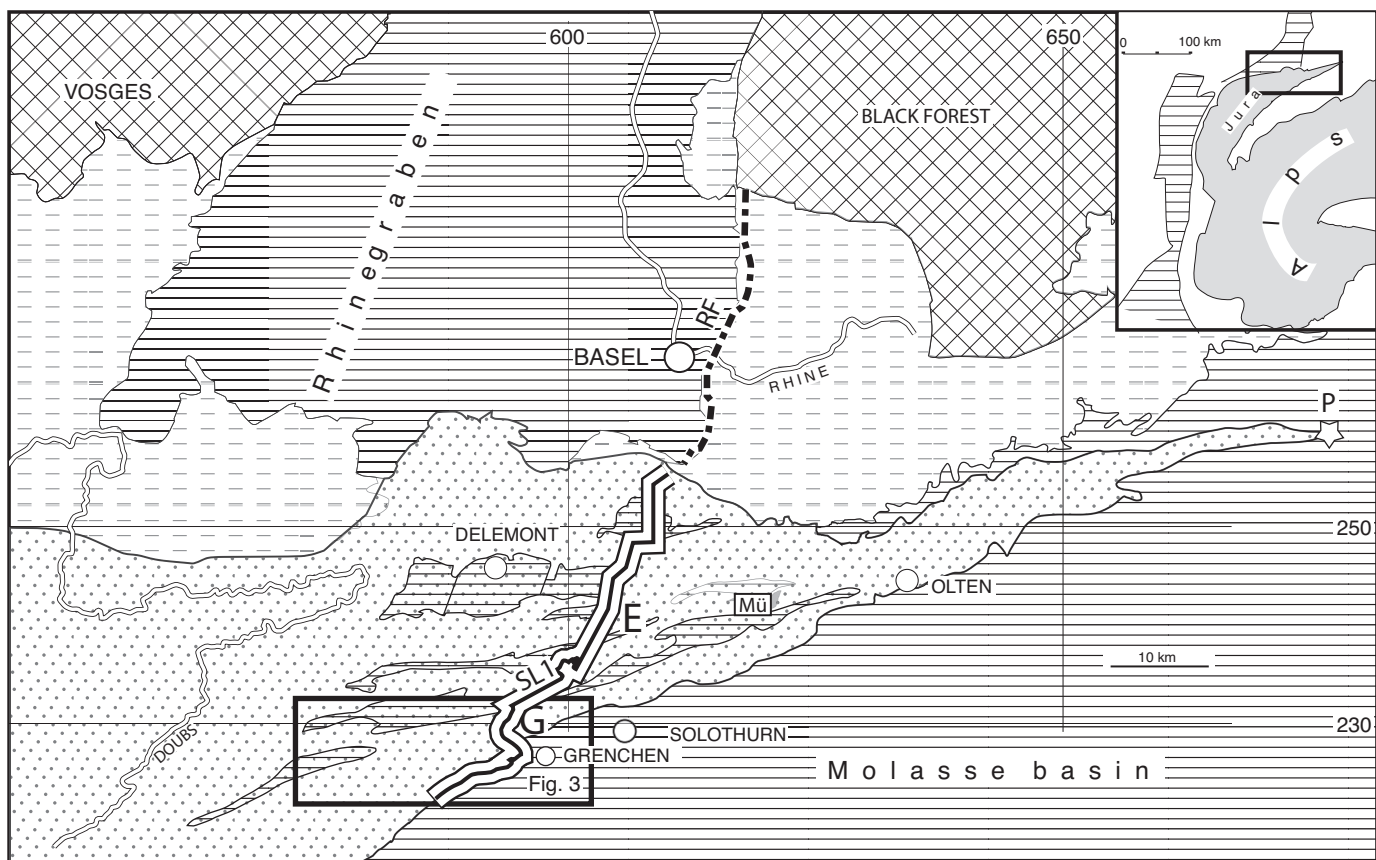 600
650
0
100 km
VOSGES
BLACK FOREST
Jura
Alps
Rhinegraben
RF
BASEL
RHINE
P
250
DELEMONT
OLTEN
Mü
E
10 km
SL1
G
SOLOTHURN
230
DOUBS
GRENCHEN
Fig. 3
Molasse basin